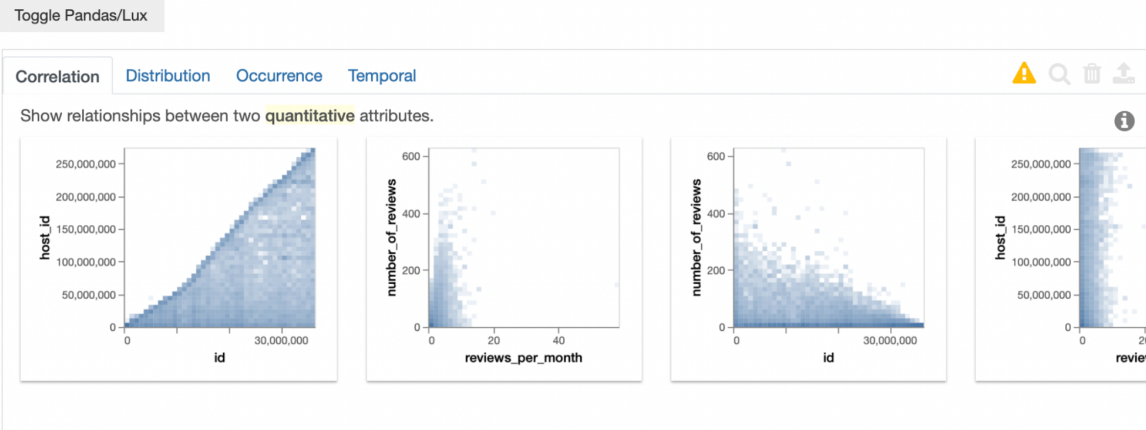 Toggle Pandas/Lux
Correlation Distribution Occurrence Temporal
Show relationships between two quantitative attributes.
250,000,000
200,000,000
150,000,000
100,000,000
50,000,000
0
host_id
0 30,000,000
id
600
400
200
0
number_of_reviews
0 20 40
reviews_per_month
600
400
200
0
number_of_reviews
0 30,000,000
id
250,000,000
200,000,000
150,000,000
100,000,000
50,000,000
0
host_id
0